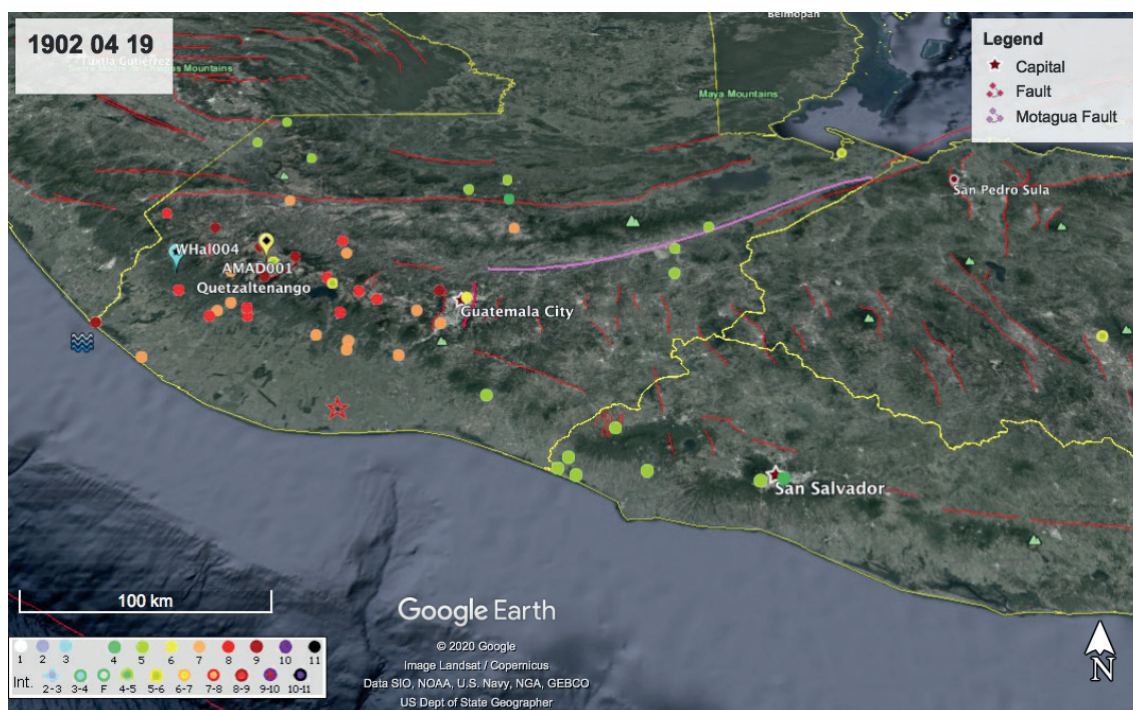 1902 04 19
Tuxtla Gutierrez
Mountains
Belmopan
Legend
Capital
Fault
Motagua Fault
Maya Mountains
San Pedro Sula
WHal004
AMAD001
Quetzaltenango
Guatemala City
San Salvador
100 km
Google Earth
© 2020 Google
Image Landsat / Copernicus
Data SIO, NOAA, U.S. Navy, NGA, GEBCO
US Dept of State Geographer
N
1 2 3 4 5 6 7 8 9 10 11
Int. 2-3 3-4 F 4-5 5-6 6-7 7-8 8-9 9-10 10-11